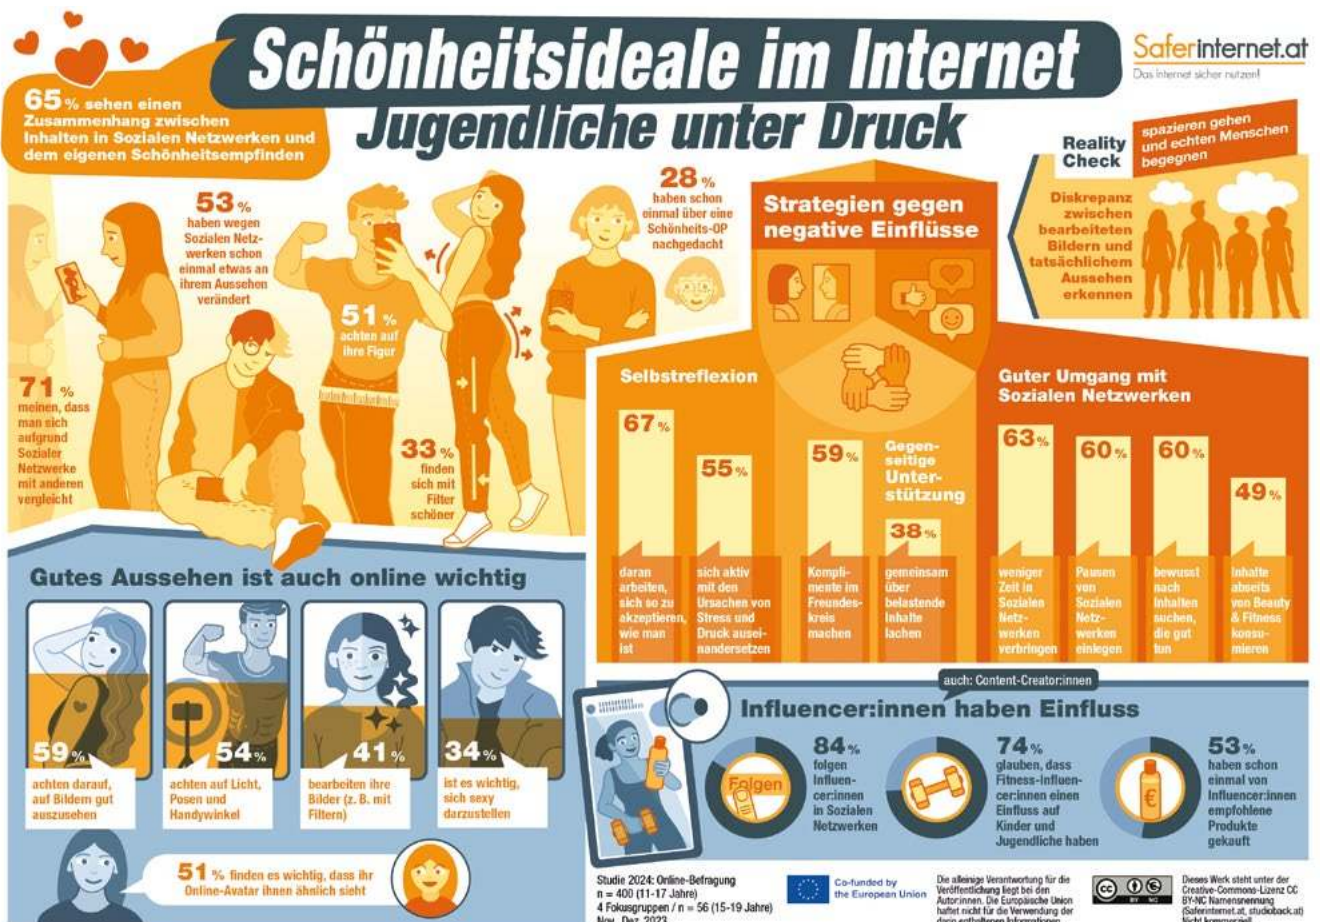 Schönheitsideale im Internet
Jugendliche unter Druck
Saferinternet.at
Das Internet sicher nutzen!
65% sehen einen
Zusammenhang zwischen
Inhalten in Sozialen Netzwerken und
dem eigenen Schönheitsempfinden
53%
haben wegen
Sozialen Netz-
werken schon
einmal etwas an
ihrem Aussehen
verändert
28%
haben schon
einmal über eine
Schönheits-OP
nachgedacht
51%
achten auf
ihre Figur
71%
meinen, dass
man sich
aufgrund
Sozialer
Netzwerke
mit anderen
vergleicht
33%
finden
sich mit
Filter
schöner
Strategien gegen
negative Einflüsse
Reality
Check
spazieren gehen
und echten Menschen
begegnen
Diskrepanz
zwischen
bearbeiteten
Bildern und
tatsächlichem
Aussehen
erkennen
Selbstreflexion
67%
daran
arbeiten,
sich so zu
akzeptieren,
wie man
ist
55%
sich aktiv
mit den
Ursachen von
Stress und
Druck ausei-
nandersetzen
Gegen-
seitige
Unter-
stützung
59%
Kompli-
mente im
Freundes-
kreis
machen
38%
gemeinsam
über
belastende
Inhalte
lachen
Guter Umgang mit
Sozialen Netzwerken
63%
weniger
Zeit in
Sozialen
Netz-
werken
verbringen
60%
Pausen
von
Sozialen
Netz-
werken
einlegen
60%
bewusst
nach
Inhalten
suchen,
die gut
tun
49%
Inhalte
abseits
von Beauty
& Fitness
konsu-
mieren
Gutes Aussehen ist auch online wichtig
59%
achten darauf,
auf Bildern gut
auszusehen
54%
achten auf Licht,
Posen und
Handywinkel
41%
bearbeiten ihre
Bilder (z. B. mit
Filtern)
34%
ist es wichtig,
sich sexy
darzustellen
51% finden es wichtig, dass ihr
Online-Avatar ihnen ähnlich sieht
auch: Content-Creator:innen
Influencer:innen haben Einfluss
Folgen
84%
folgen
Influen-
cer:innen
in Sozialen
Netzwerken
74%
glauben, dass
Fitness-Influen-
cer:innen einen
Einfluss auf
Kinder und
Jugendliche haben
€
53%
haben schon
einmal von
Influencer:innen
empfohlene
Produkte
gekauft
Studie 2024: Online-Befragung
n = 400 (11-17 Jahre)
4 Fokusgruppen / n = 56 (15-19 Jahre)
Nov., Dez. 2023
Co-funded by
the European Union
Die alleinige Verantwortung für die
Veröffentlichung liegt bei den
Autor:innen. Die Europäische Union
haftet nicht für die Verwendung der
darin enthaltenen Informationen.
cc
BY NC
Dieses Werk steht unter der
Creative-Commons-Lizenz CC
BY-NC Namensnennung
(Saferinternet.at, studioback.at)
Nicht kommerziell